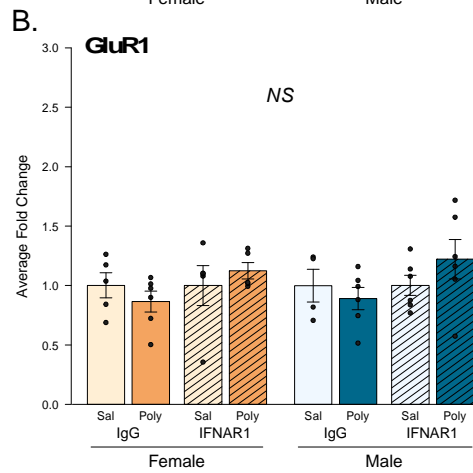 Female Male
B.
GluR1
NS
Average Fold Change
3.0
2.5
2.0
1.5
1.0
0.5
0.0
Sal Poly Sal Poly Sal Poly Sal Poly
IgG IFNAR1 IgG IFNAR1
Female Male